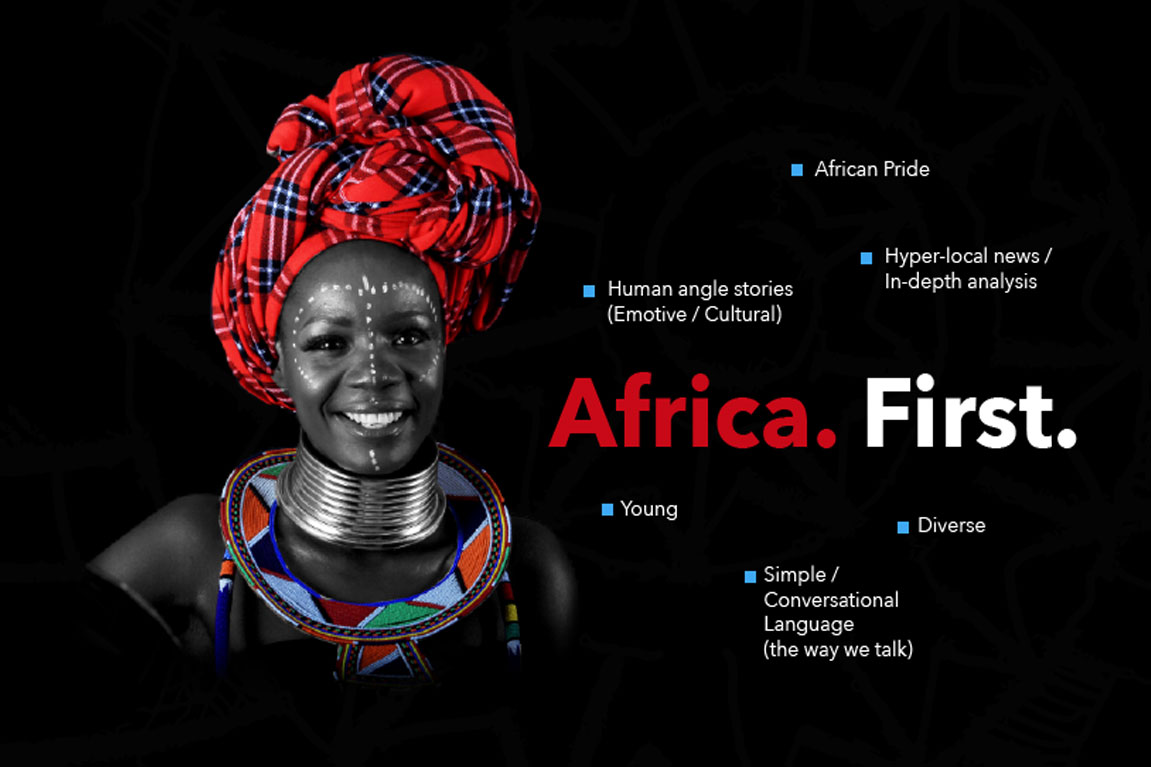 African Pride
Hyper-local news /
In-depth analysis
Human angle stories
(Emotive / Cultural)
Africa. First.
Young
Diverse
Simple /
Conversational
Language
(the way we talk)